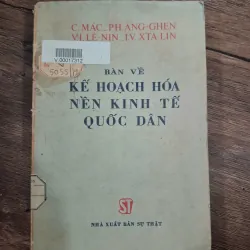 C. MÁC _ PH. ĂNG-GHEN
V.I. LÊ-NIN _ I.V. XTA LIN
V.00017312
BÀN VỀ
KẾ HOẠCH HÓA
NỀN KINH TẾ
QUỐC DÂN
ST
NHÀ XUẤT BẢN SỰ THẬT